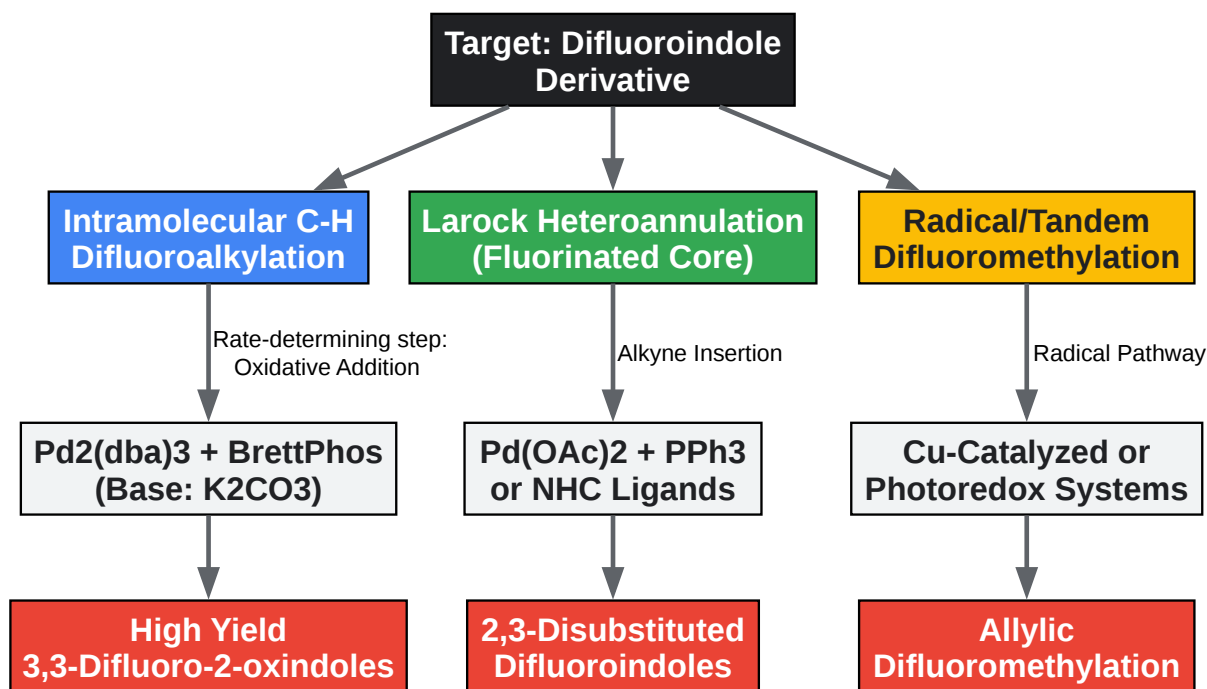 Target: Difluoroindole
Derivative
Intramolecular C-H
Difluoroalkylation
Larock Heteroannulation
(Fluorinated Core)
Radical/Tandem
Difluoromethylation
Rate-determining step:
Oxidative Addition
Alkyne Insertion
Radical Pathway
Pd2(dba)3 + BrettPhos
(Base: K2CO3)
Pd(OAc)2 + PPh3
or NHC Ligands
Cu-Catalyzed or
Photoredox Systems
High Yield
3,3-Difluoro-2-oxindoles
2,3-Disubstituted
Difluoroindoles
Allylic
Difluoromethylation